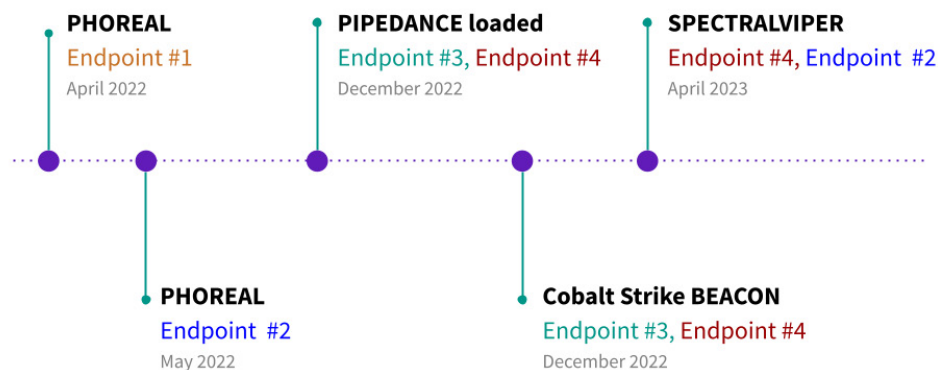 PHOREAL
Endpoint #1
April 2022
PIPEDANCE loaded
Endpoint #3, Endpoint #4
December 2022
SPECTRALVIPER
Endpoint #4, Endpoint #2
April 2023
PHOREAL
Endpoint #2
May 2022
Cobalt Strike BEACON
Endpoint #3, Endpoint #4
December 2022